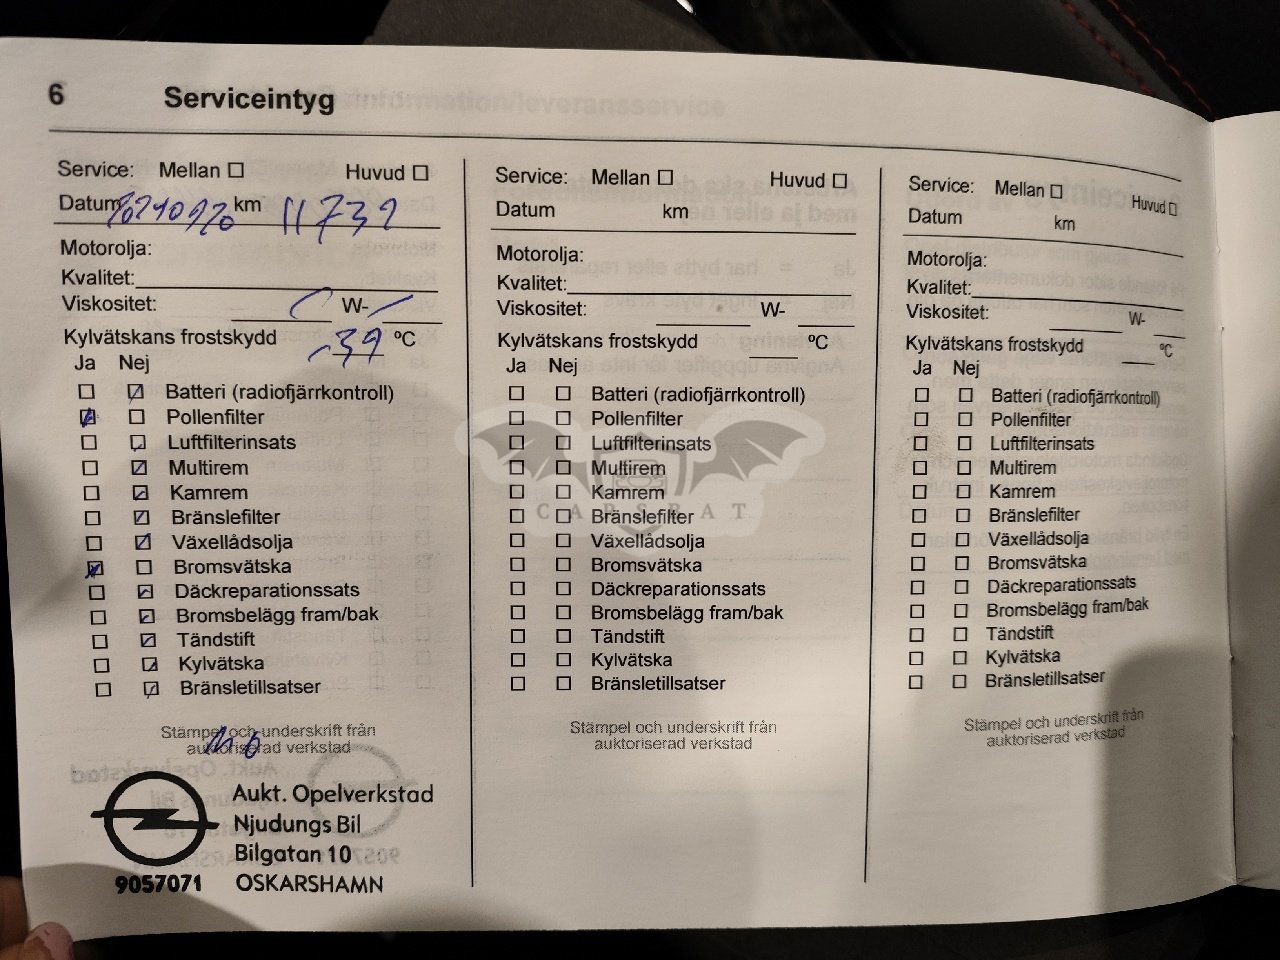 6 Serviceintyg
Service: Mellan ☐ Huvud ☐
Datum km 11732
Motorolja:
Kvalitet:
Viskositet: W-
Kylvätskans frostskydd -39 ºC
Ja Nej
Batteri (radiofjärrkontroll)
Pollenfilter
Luftfilterinsats
Multirem
Kamrem
Bränslefilter
Växellådsolja
Bromsvätska
Däckreparationssats
Bromsbelägg fram/bak
Tändstift
Kylvätska
Bränsletillsatser
Stämpel och underskrift från
auktoriserad verkstad
Aukt. Opelverkstad
Njudungs Bil
Bilgatan 10
9057071 OSKARSHAMN
Service: Mellan ☐ Huvud ☐
Datum km
Motorolja:
Kvalitet:
Viskositet: W-
Kylvätskans frostskydd ºC
Ja Nej
Batteri (radiofjärrkontroll)
Pollenfilter
Luftfilterinsats
Multirem
Kamrem
Bränslefilter
Växellådsolja
Bromsvätska
Däckreparationssats
Bromsbelägg fram/bak
Tändstift
Kylvätska
Bränsletillsatser
Stämpel och underskrift från
auktoriserad verkstad
Service: Mellan ☐ Huvud ☐
Datum km
Motorolja:
Kvalitet:
Viskositet: W-
Kylvätskans frostskydd ºC
Ja Nej
Batteri (radiofjärrkontroll)
Pollenfilter
Luftfilterinsats
Multirem
Kamrem
Bränslefilter
Växellådsolja
Bromsvätska
Däckreparationssats
Bromsbelägg fram/bak
Tändstift
Kylvätska
Bränsletillsatser
Stämpel och underskrift från
auktoriserad verkstad
CARSBAT